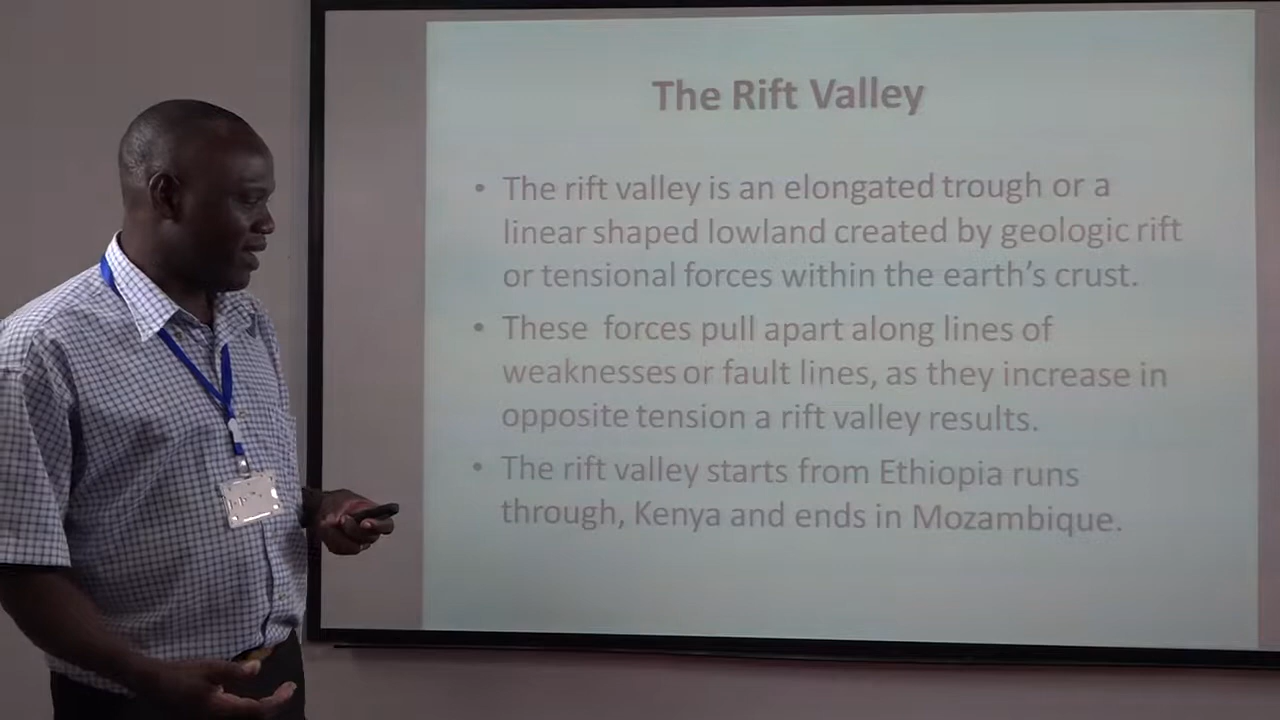 The Rift Valley
• The rift valley is an elongated trough or a
linear shaped lowland created by geologic rift
or tensional forces within the earth's crust.
• These forces pull apart along lines of
weaknesses or fault lines, as they increase in
opposite tension a rift valley results.
• The rift valley starts from Ethiopia runs
through, Kenya and ends in Mozambique.